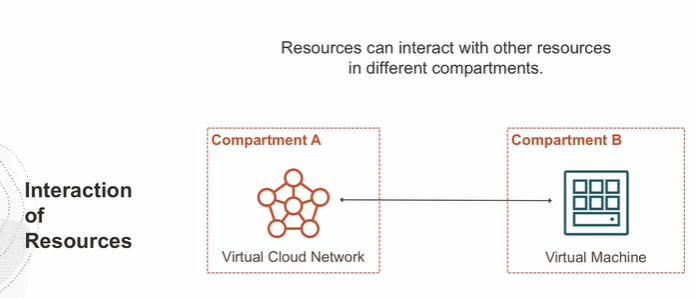 Resources can interact with other resources
in different compartments.
Compartment A
Compartment B
Interaction
of
Resources
Virtual Cloud Network
Virtual Machine